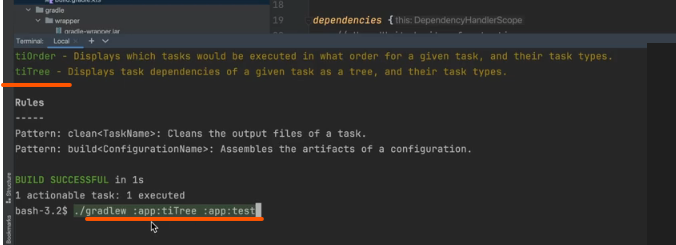 build.gradle.kts
gradle
wrapper
gradle-wrapper.jar
18
19 dependencies { this: DependencyHandlerScope
Terminal: Local × + ∨
tiOrder - Displays which tasks would be executed in what order for a given task, and their task types.
tiTree - Displays task dependencies of a given task as a tree, and their task types.
Rules
-----
Pattern: clean<TaskName>: Cleans the output files of a task.
Pattern: build<ConfigurationName>: Assembles the artifacts of a configuration.
BUILD SUCCESSFUL in 1s
1 actionable task: 1 executed
bash-3.2$ ./gradlew :app:tiTree :app:test
Structure
Bookmarks